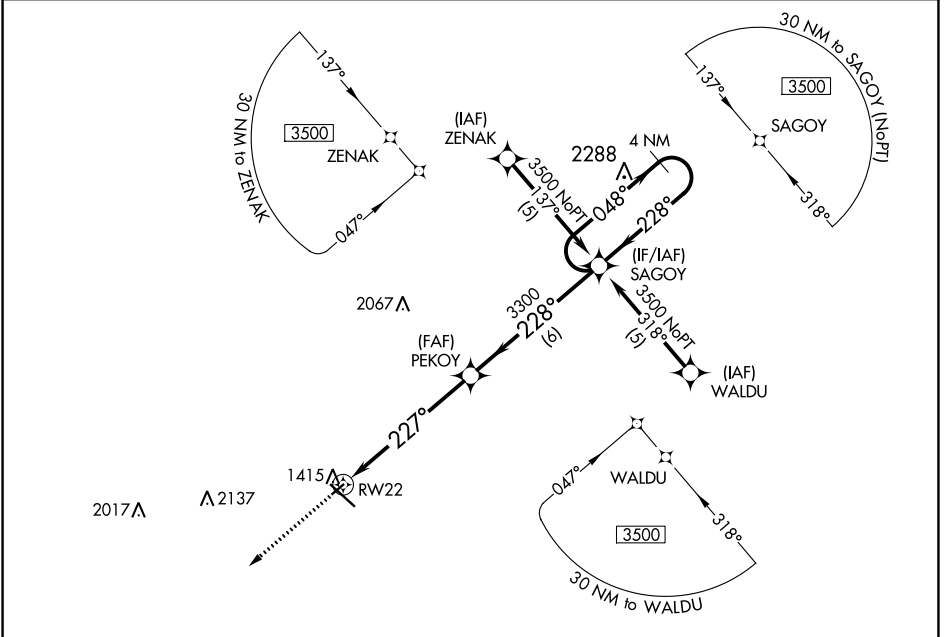 30 NM to ZENAK
137°
3500
ZENAK
047°
30 NM to SAGOY (NoPT)
137°
3500
SAGOY
318°
(IAF)
ZENAK
3500 NoPT
137°
(5)
2288
4 NM
048°
228°
(IF/IAF)
SAGOY
2067
3300
228°
(6)
3500 NoPT
318°
(5)
(FAF)
PEKOY
(IAF)
WALDU
227°
1415
RW22
2017
2137
047°
WALDU
318°
3500
30 NM to WALDU